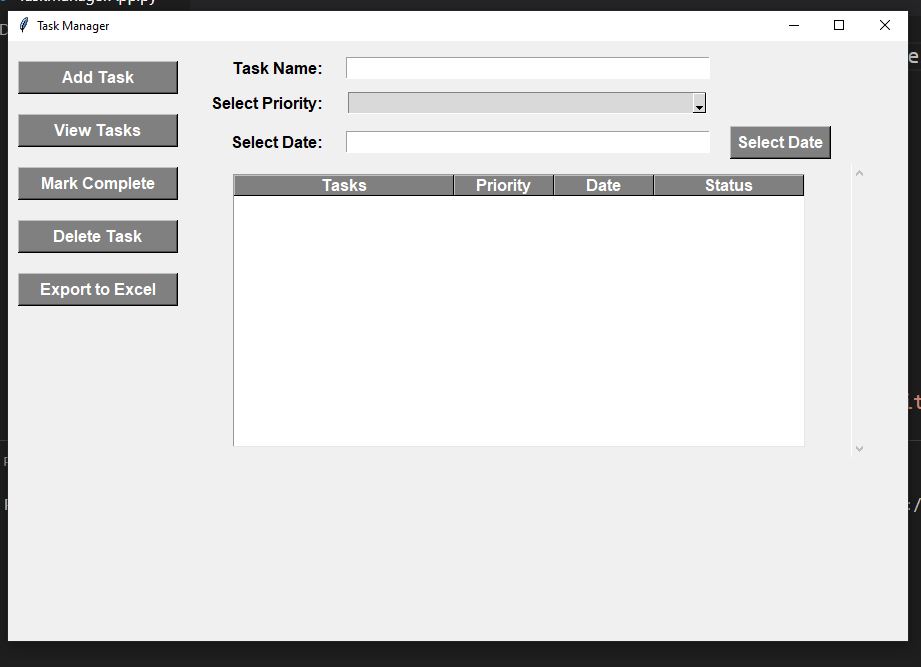 Task Manager
Add Task
View Tasks
Mark Complete
Delete Task
Export to Excel
Task Name:
Select Priority:
Select Date:
Select Date
Tasks Priority Date Status